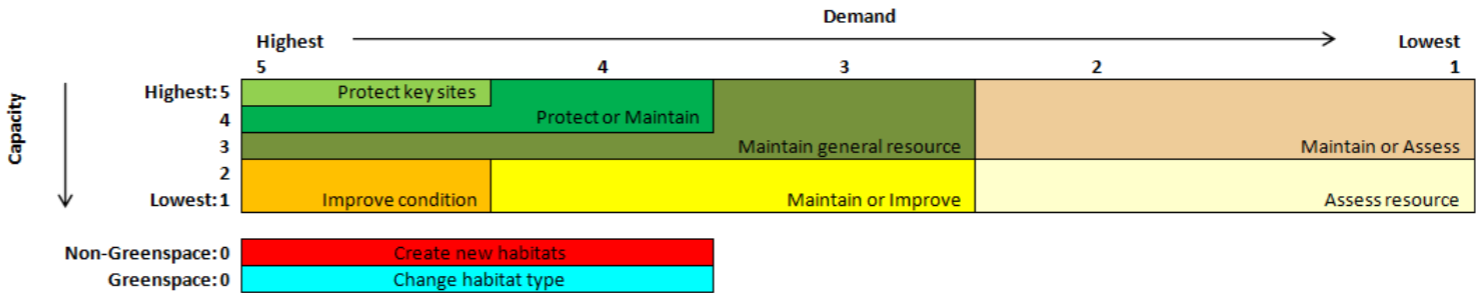 Demand
Highest Lowest
5 4 3 2 1
Capacity
Highest: 5 Protect key sites
4 Protect or Maintain
3 Maintain general resource Maintain or Assess
2
Lowest: 1 Improve condition Maintain or Improve Assess resource
Non-Greenspace: 0 Create new habitats
Greenspace: 0 Change habitat type